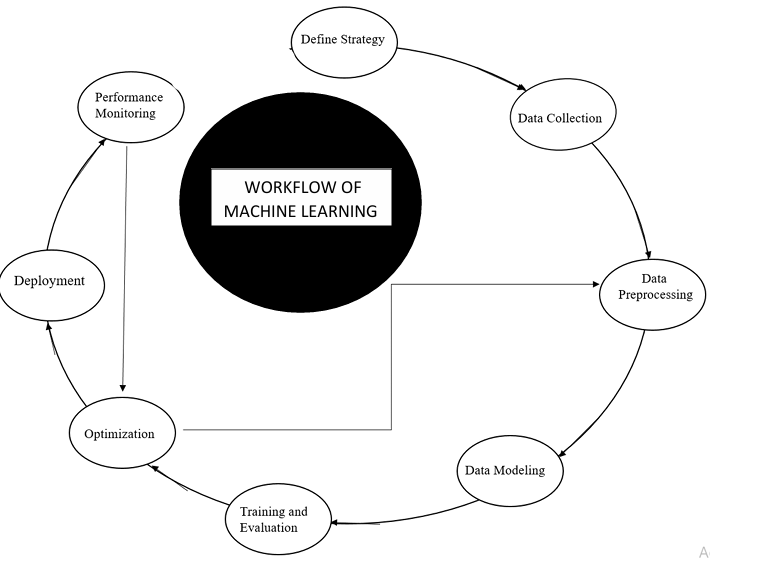 Define Strategy
Data Collection
Data
Preprocessing
Data Modeling
Training and
Evaluation
Optimization
Deployment
Performance
Monitoring
WORKFLOW OF
MACHINE LEARNING